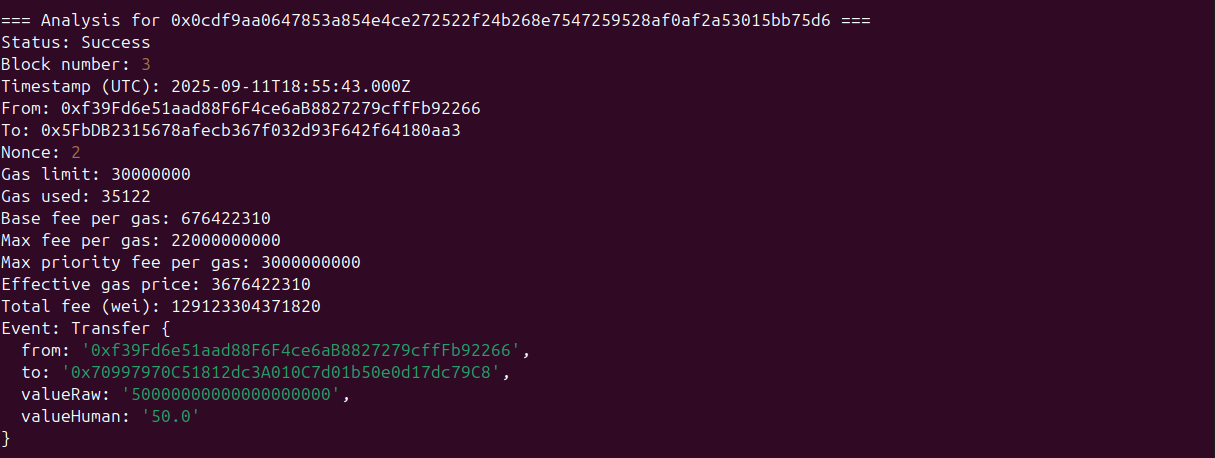 === Analysis for 0x0cdf9aa0647853a854e4ce272522f24b268e7547259528af0af2a53015bb75d6 ===
Status: Success
Block number: 3
Timestamp (UTC): 2025-09-11T18:55:43.000Z
From: 0xf39Fd6e51aad88F6F4ce6aB8827279cffFb92266
To: 0x5FbDB2315678afecb367f032d93F642f64180aa3
Nonce: 2
Gas limit: 30000000
Gas used: 35122
Base fee per gas: 676422310
Max fee per gas: 22000000000
Max priority fee per gas: 3000000000
Effective gas price: 3676422310
Total fee (wei): 129123304371820
Event: Transfer {
  from: '0xf39Fd6e51aad88F6F4ce6aB8827279cffFb92266',
  to: '0x70997970C51812dc3A010C7d01b50e0d17dc79C8',
  valueRaw: '50000000000000000000',
  valueHuman: '50.0'
}